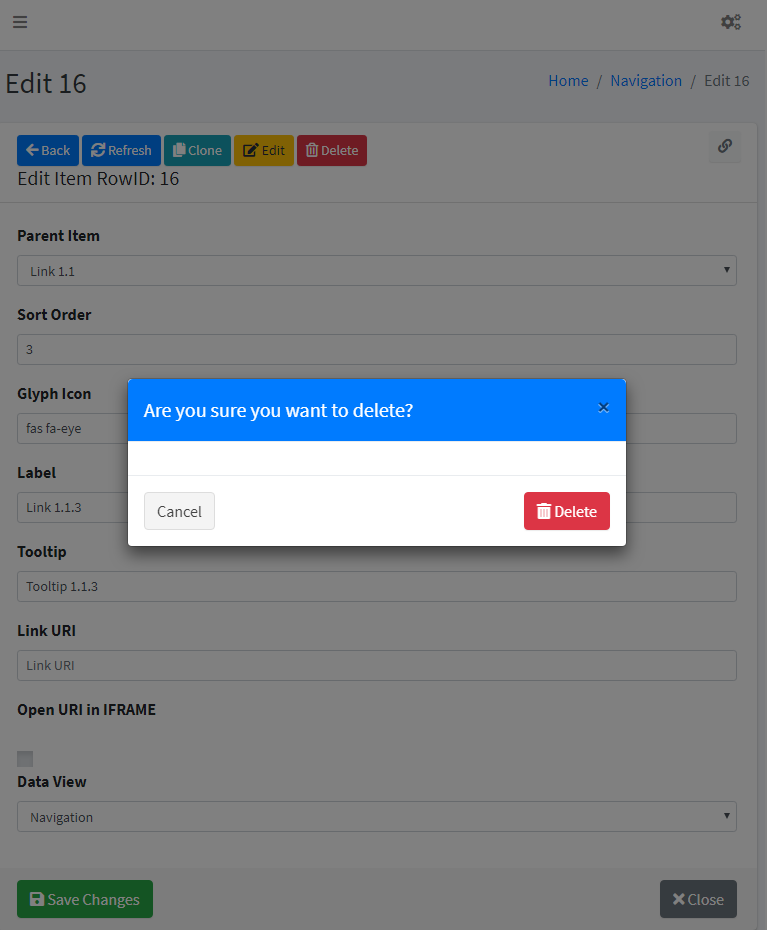 Edit 16
Home / Navigation / Edit 16
Back Refresh Clone Edit Delete
Edit Item RowID: 16
Parent Item
Link 1.1
Sort Order
3
Glyph Icon
fas fa-eye
Are you sure you want to delete? ×
Label
Link 1.1.3
Cancel Delete
Tooltip
Tooltip 1.1.3
Link URI
Link URI
Open URI in IFRAME
Data View
Navigation
Save Changes Close